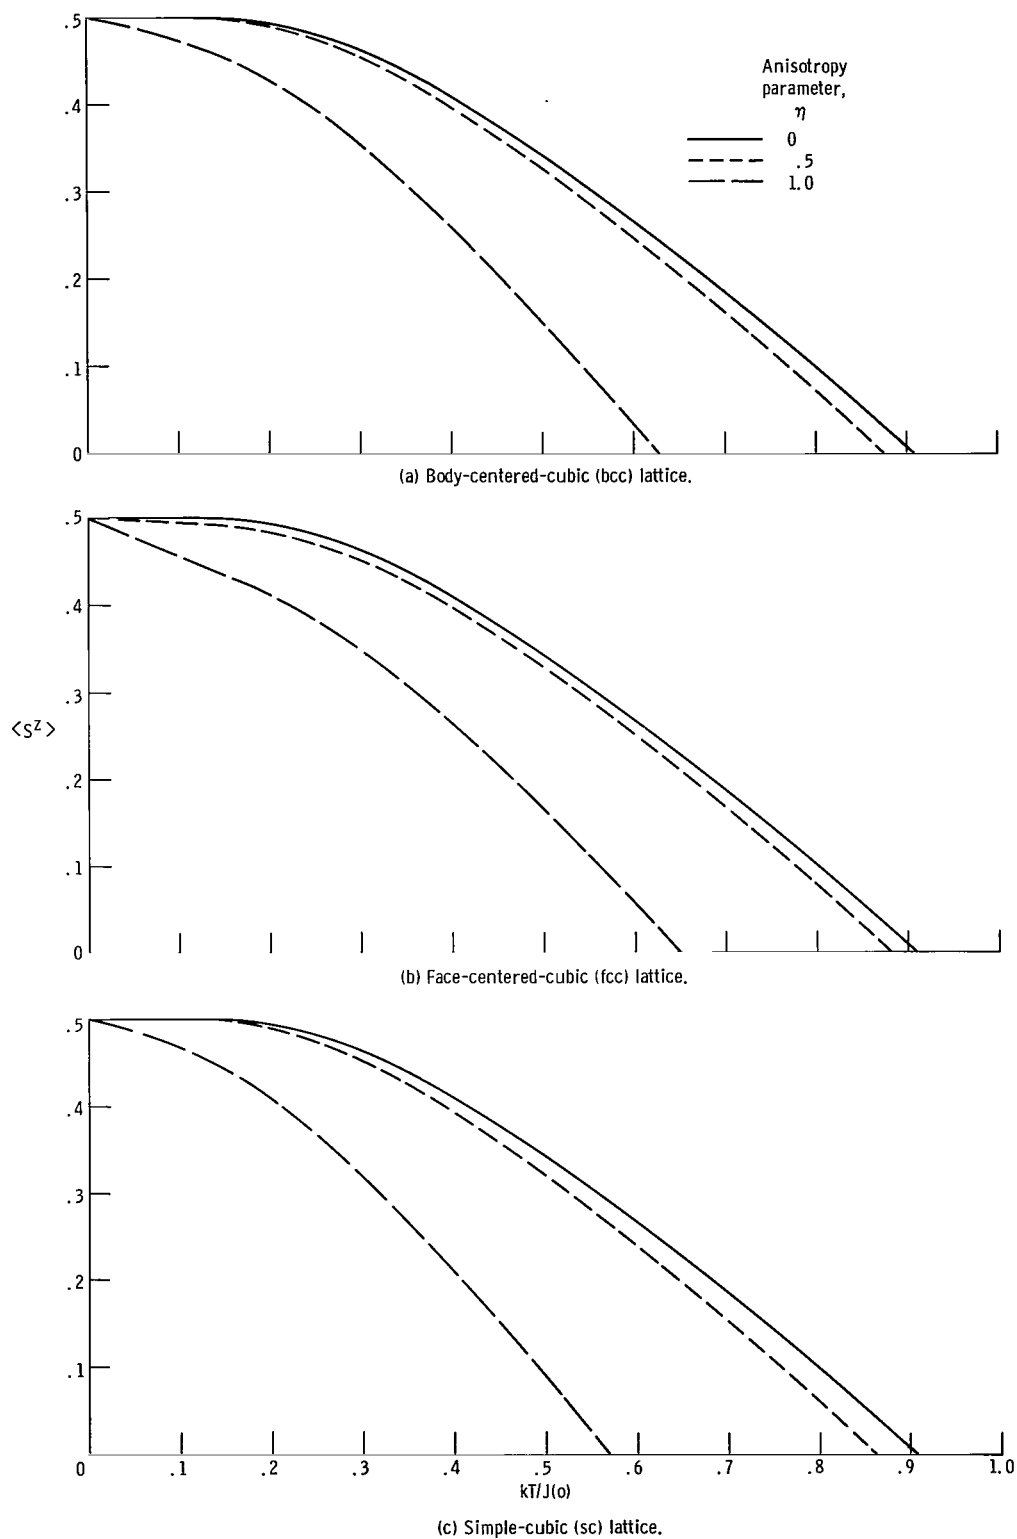 .5
.4
.3
.2
.1
0
Anisotropy
parameter,
η
0
.5
1.0
(a) Body-centered-cubic (bcc) lattice.
.5
.4
.3
.2
.1
0
<S^Z>
(b) Face-centered-cubic (fcc) lattice.
.5
.4
.3
.2
.1
0 .1 .2 .3 .4 .5 .6 .7 .8 .9 1.0
kT/J(o)
(c) Simple-cubic (sc) lattice.